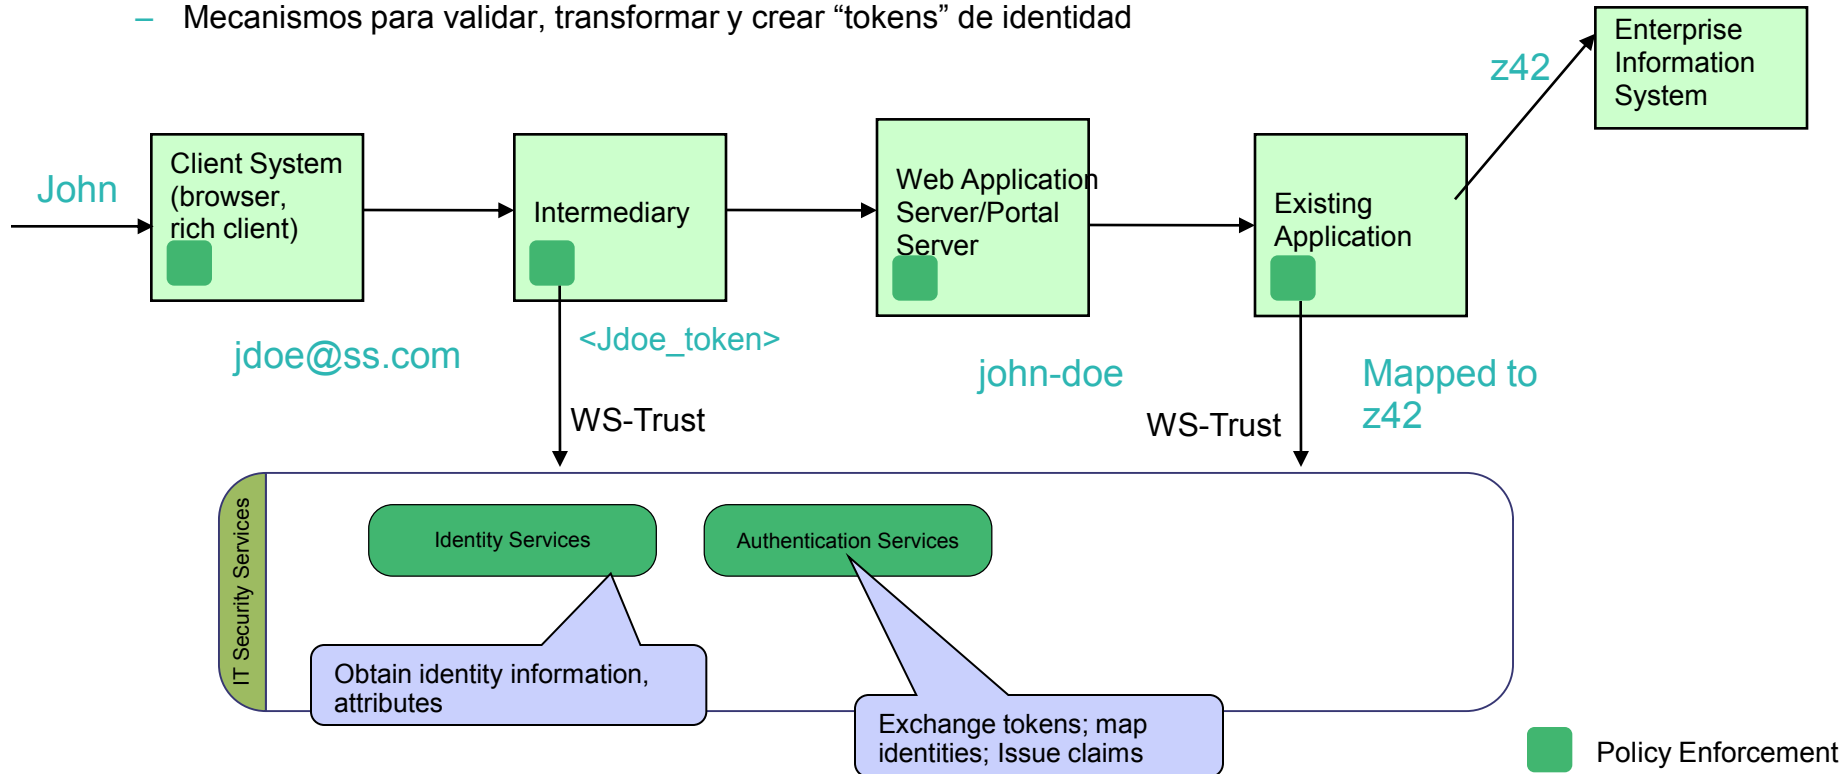 – Mecanismos para validar, transformar y crear “tokens” de identidad
Enterprise
Information
System
z42
John
Client System
(browser,
rich client)
Intermediary
Web Application
Server/Portal
Server
Existing
Application
jdoe@ss.com
<Jdoe_token>
john-doe
Mapped to
z42
WS-Trust
WS-Trust
IT Security Services
Identity Services
Authentication Services
Obtain identity information,
attributes
Exchange tokens; map
identities; Issue claims
Policy Enforcement